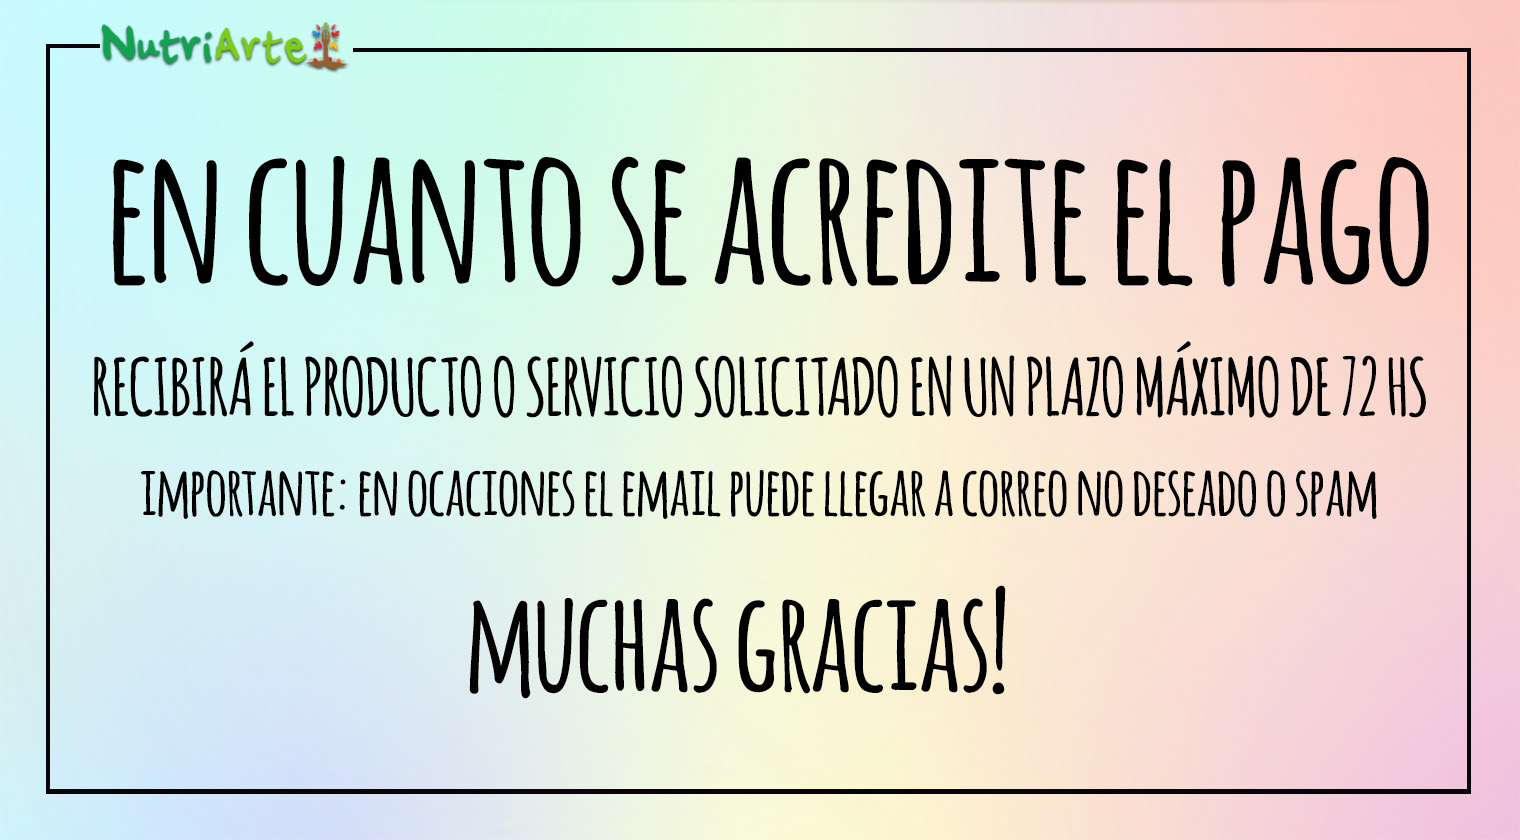 NutriArte
EN CUANTO SE ACREDITE EL PAGO
RECIBIRÁ EL PRODUCTO O SERVICIO SOLICITADO EN UN PLAZO MÁXIMO DE 72 HS
IMPORTANTE: EN OCACIONES EL EMAIL PUEDE LLEGAR A CORREO NO DESEADO O SPAM
MUCHAS GRACIAS!